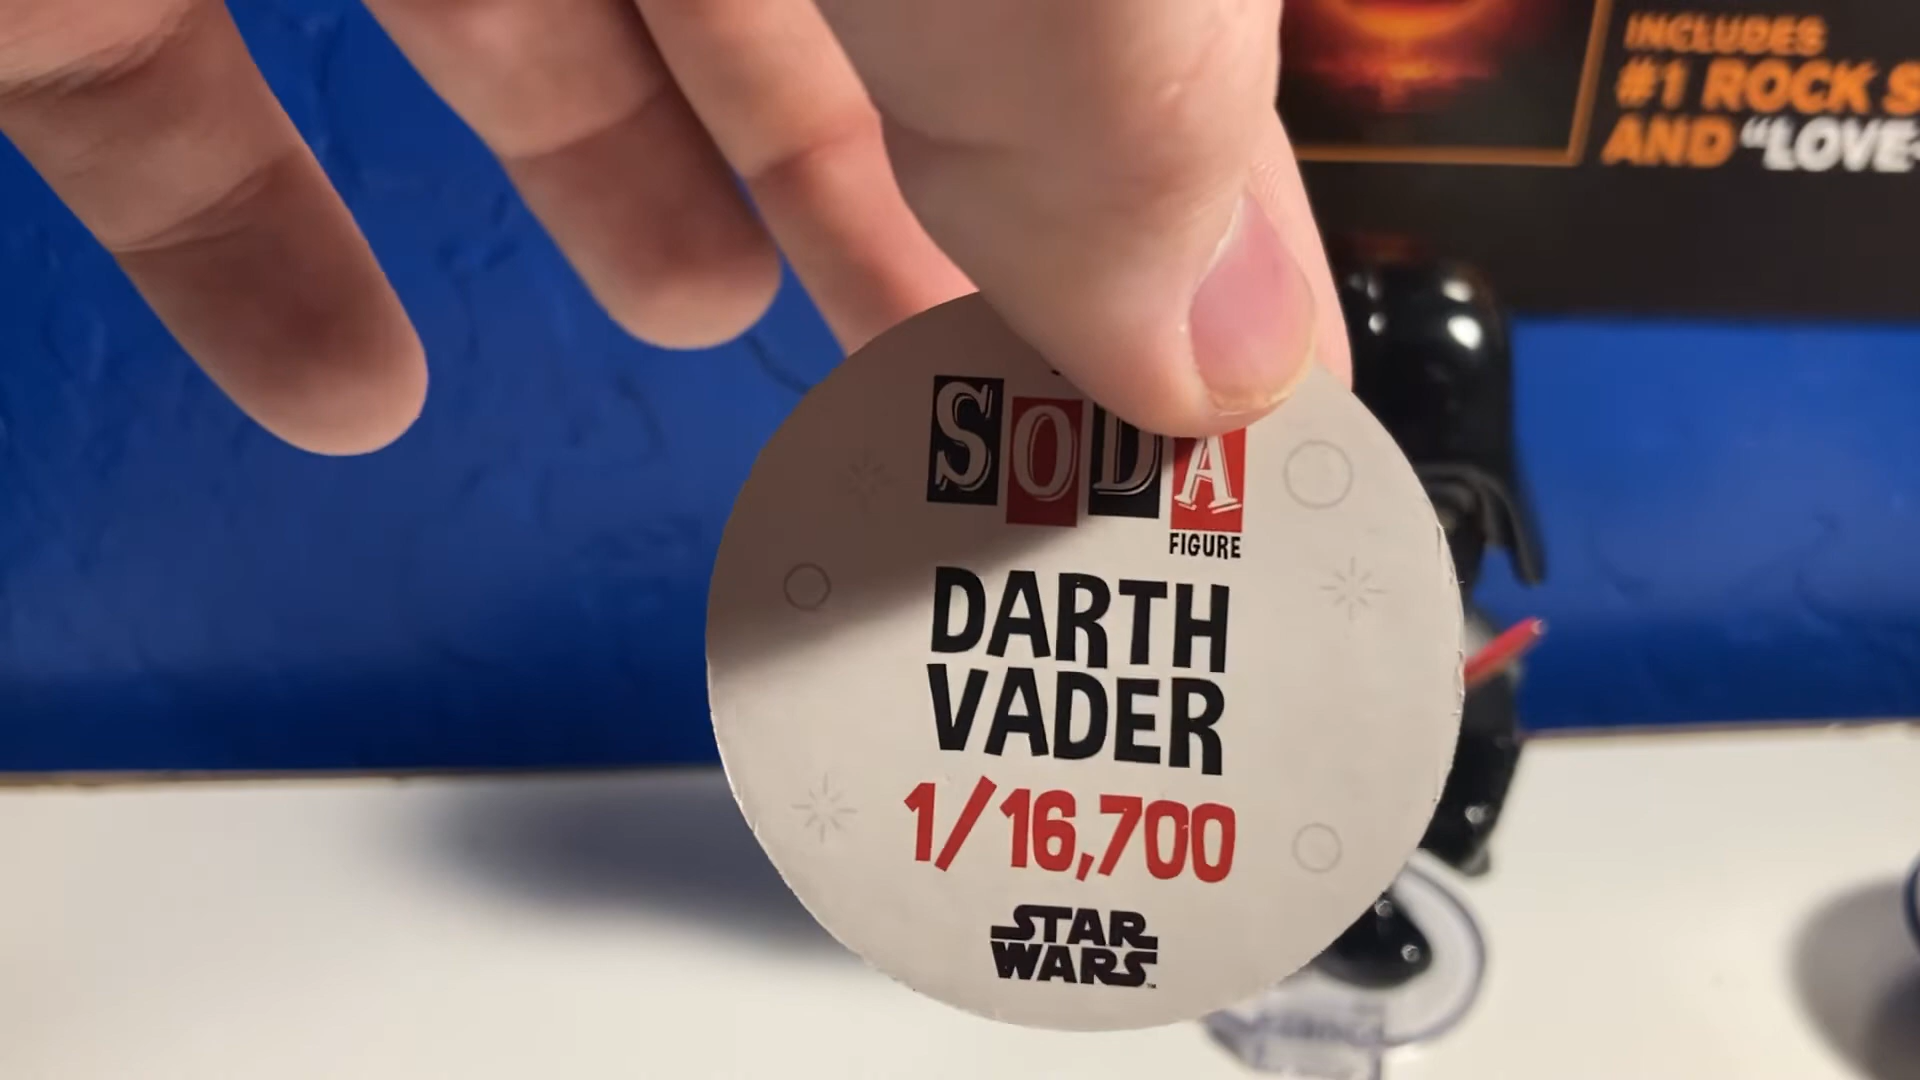 INCLUDES
#1 ROCK S
AND "LOVE-
SODA
FIGURE
DARTH
VADER
1/16,700
STAR
WARS